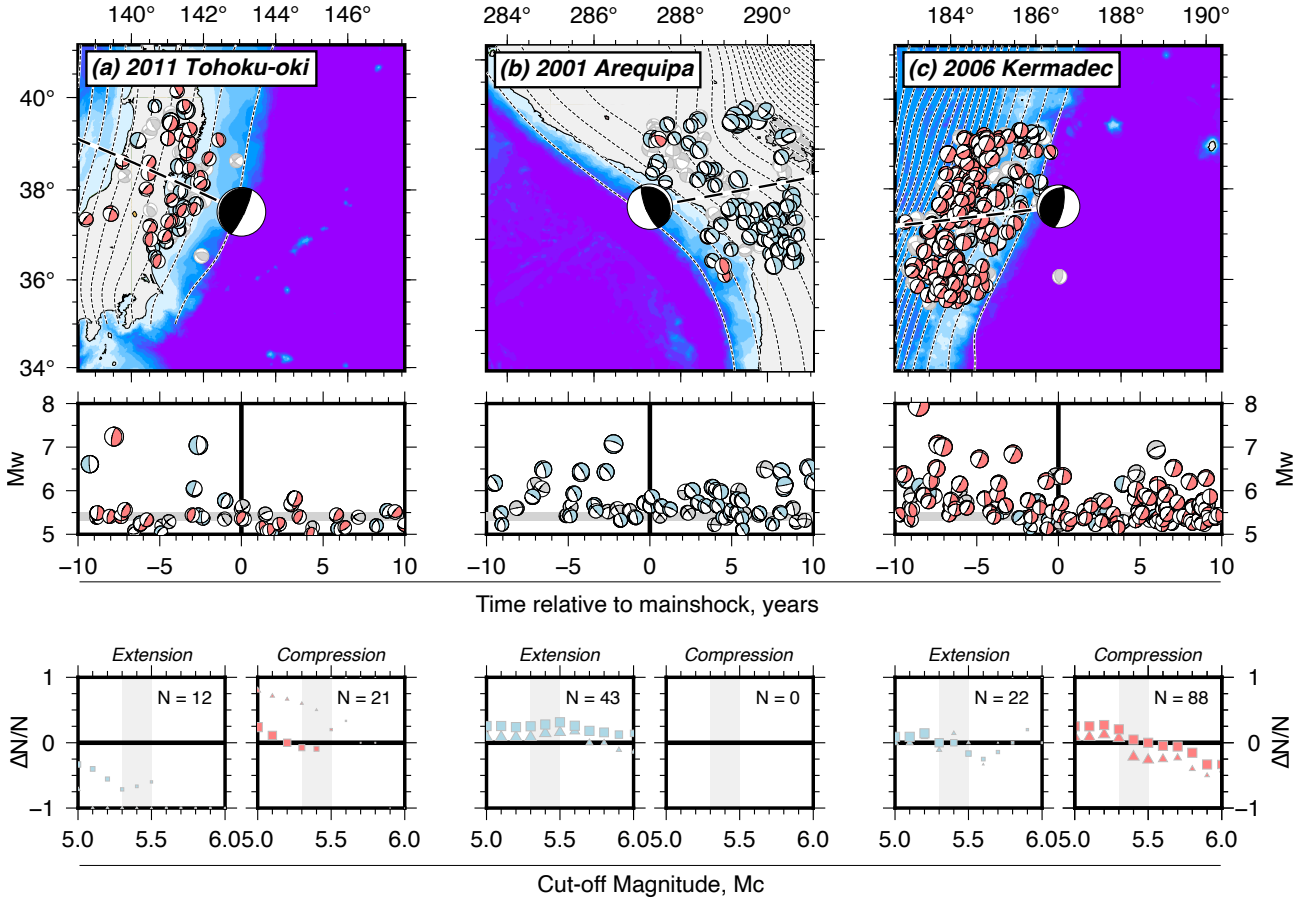 140° 142° 144° 146° 284° 286° 288° 290° 184° 186° 188° 190°
(a) 2011 Tohoku-oki (b) 2001 Arequipa (c) 2006 Kermadec
40°
38°
36°
34°
8 8
7 7
6 6
5 5
Mw Mw
−10 −5 0 5 10 −10 −5 0 5 10 −10 −5 0 5 10
Time relative to mainshock, years
Extension Compression Extension Compression Extension Compression
1 N = 12 N = 21 N = 43 N = 0 N = 22 N = 88 1
0 0
−1 −1
ΔN/N ΔN/N
5.0 5.5 6.0 5.0 5.5 6.0 5.0 5.5 6.0 5.0 5.5 6.0 5.0 5.5 6.0 5.0 5.5 6.0
Cut-off Magnitude, Mc